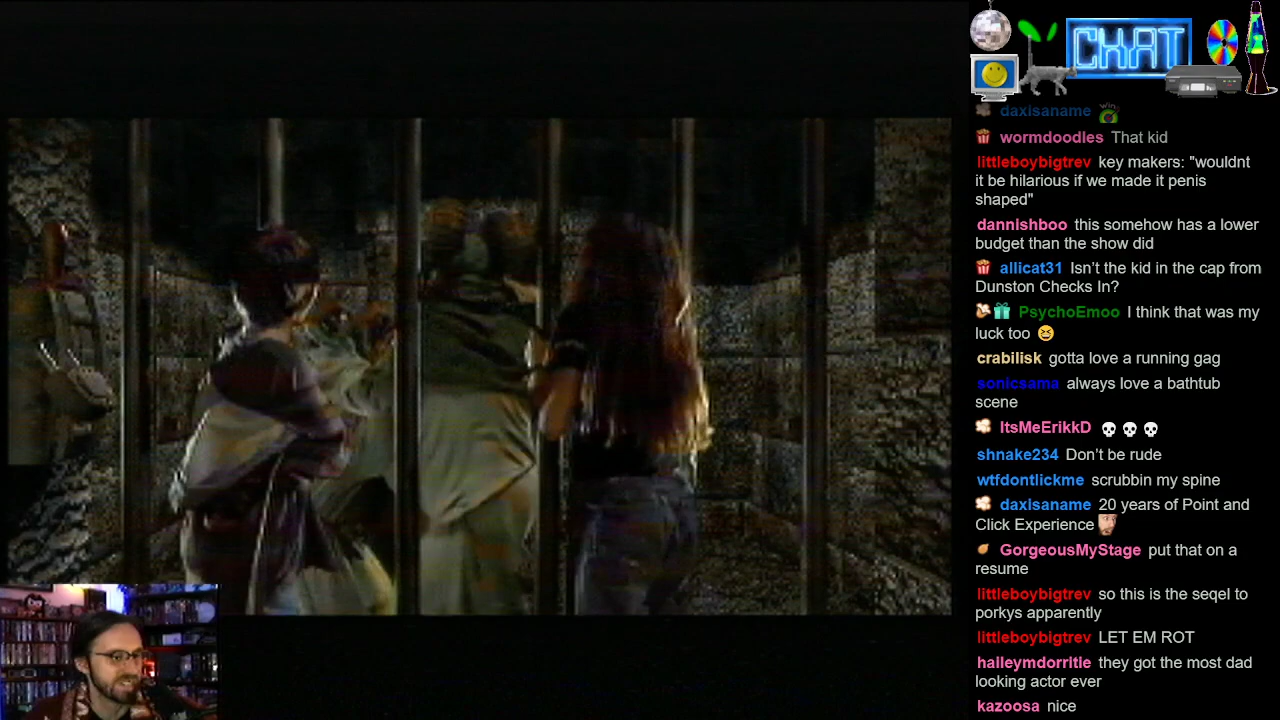 CHAT
daxisaname win
wormdoodles That kid
littleboybigtrev key makers: "wouldnt
it be hilarious if we made it penis
shaped"
dannishboo this somehow has a lower
budget than the show did
allicat31 Isn't the kid in the cap from
Dunston Checks In?
PsychoEmoo I think that was my
luck too
crabilisk gotta love a running gag
sonicsama always love a bathtub
scene
ItsMeErikkD
shnake234 Don't be rude
wtfdontlickme scrubbin my spine
daxisaname 20 years of Point and
Click Experience
GorgeousMyStage put that on a
resume
littleboybigtrev so this is the seqel to
porkys apparently
littleboybigtrev LET EM ROT
haileymdorritie they got the most dad
looking actor ever
kazoosa nice